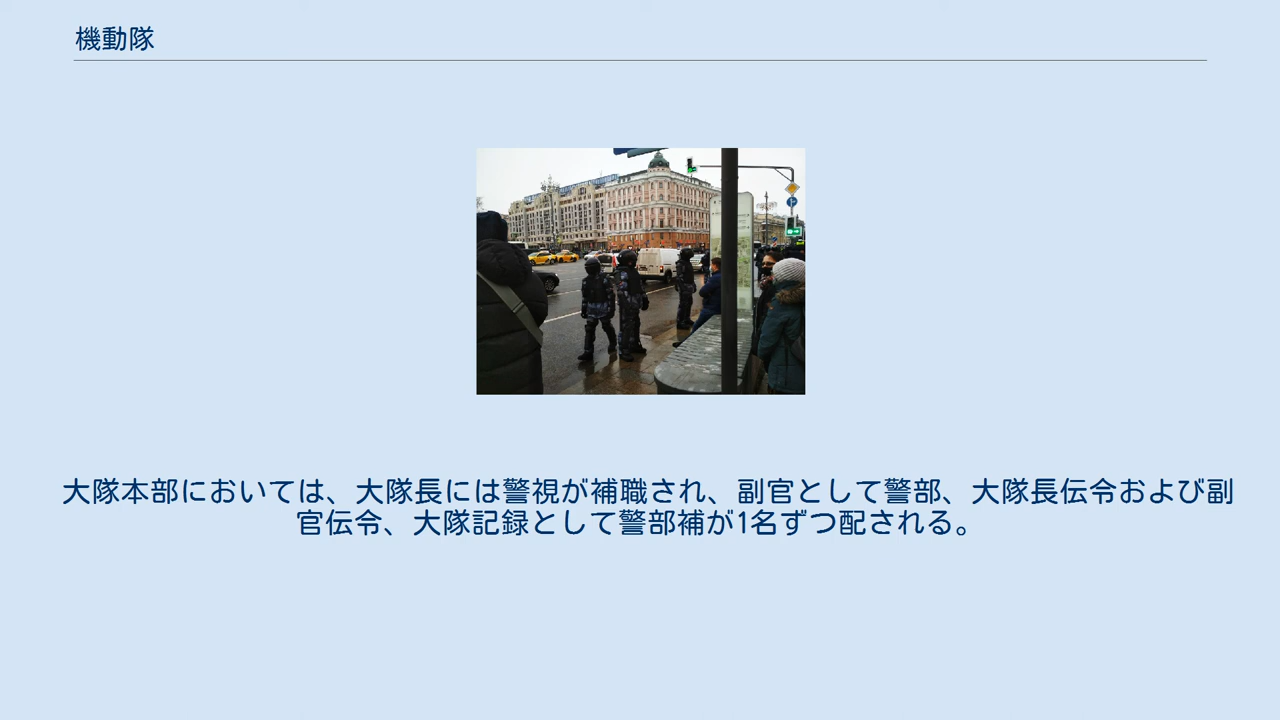 機動隊
大隊本部においては、大隊長には警視が補職され、副官として警部、大隊長伝令および副
官伝令、大隊記録として警部補が1名ずつ配される。